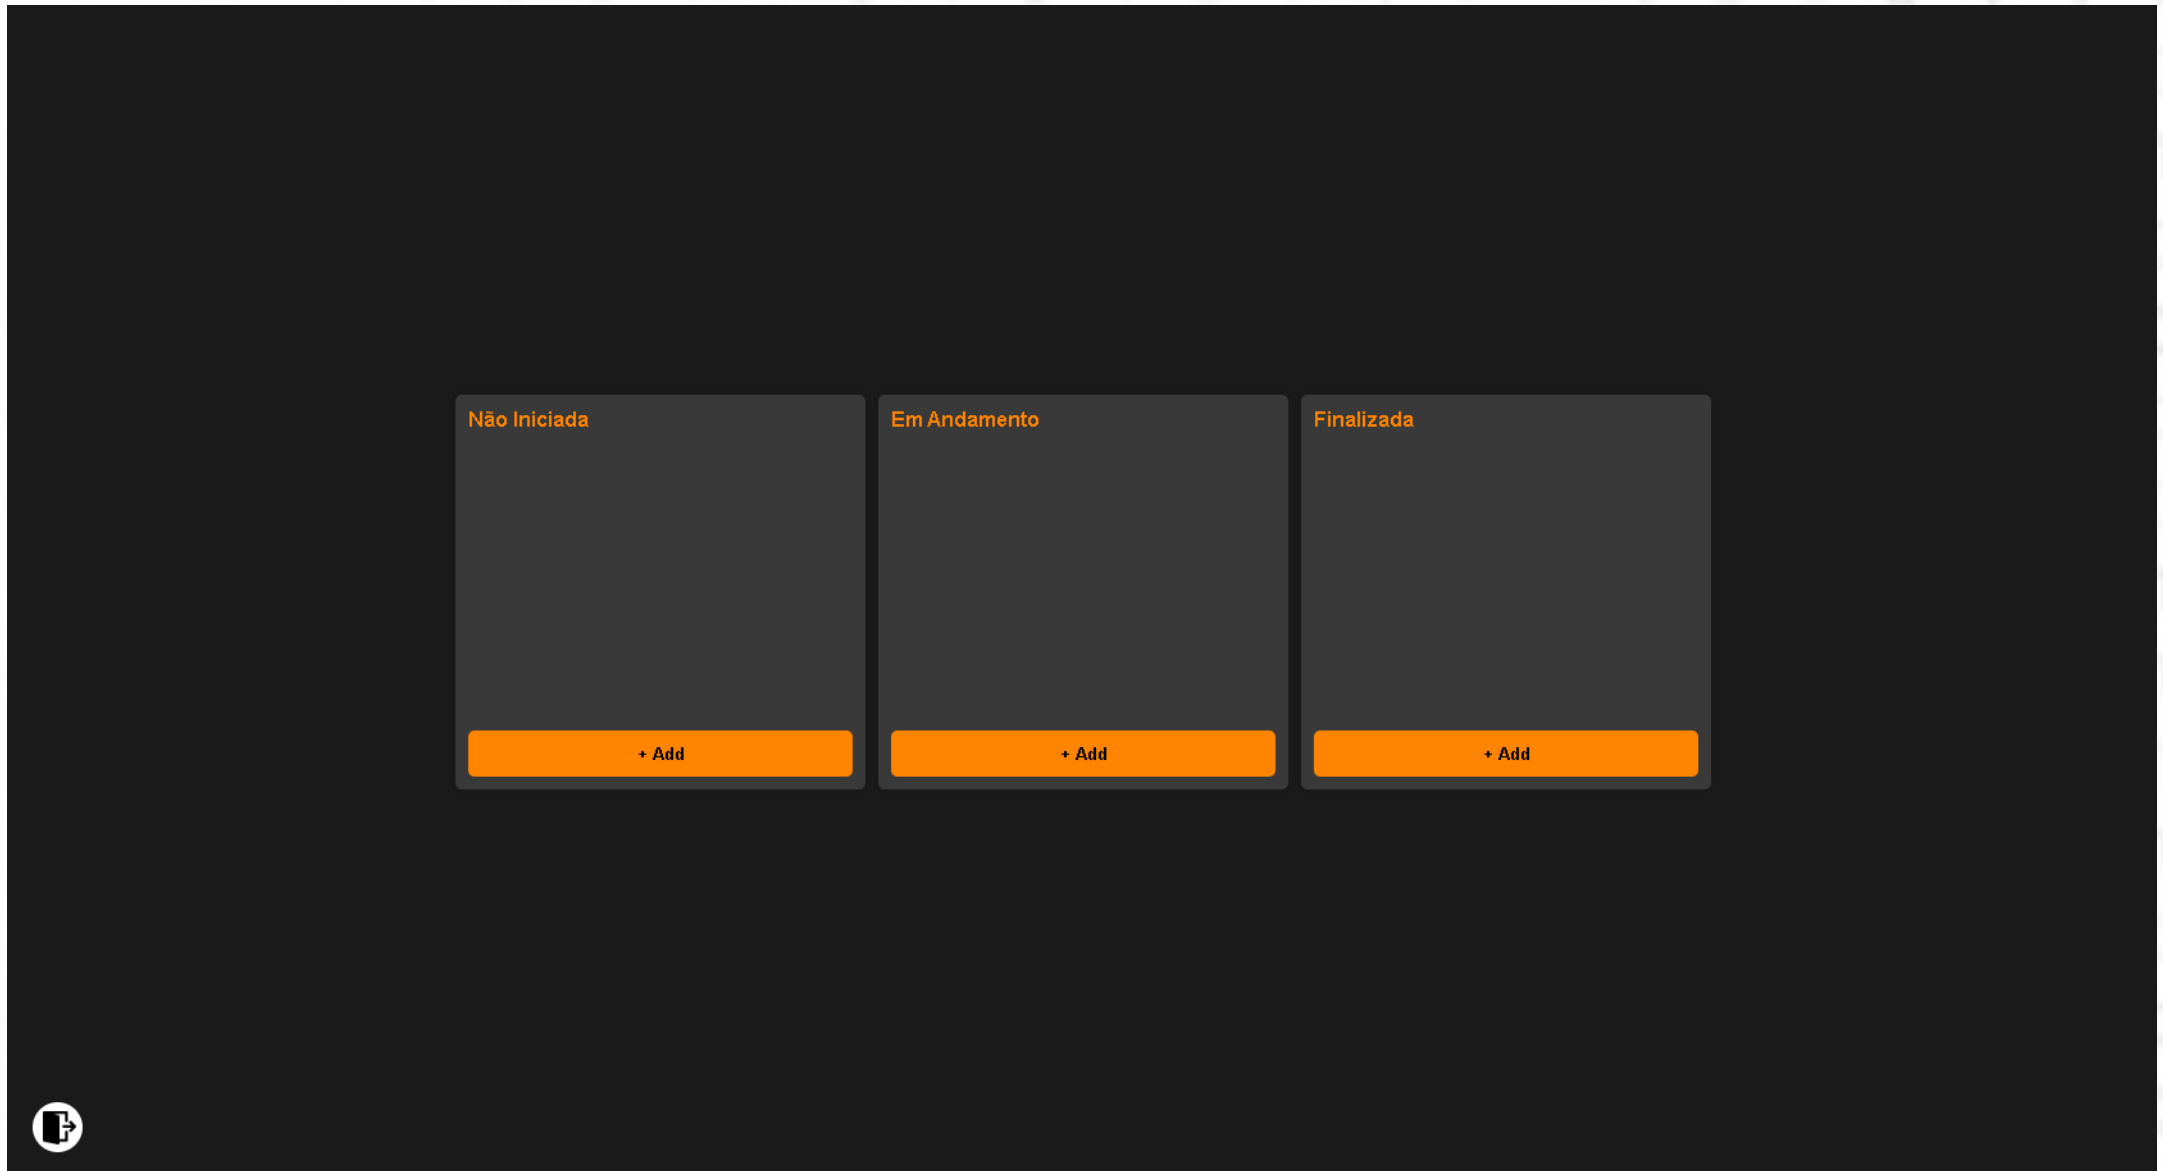 Não Iniciada
Em Andamento
Finalizada
+ Add
+ Add
+ Add